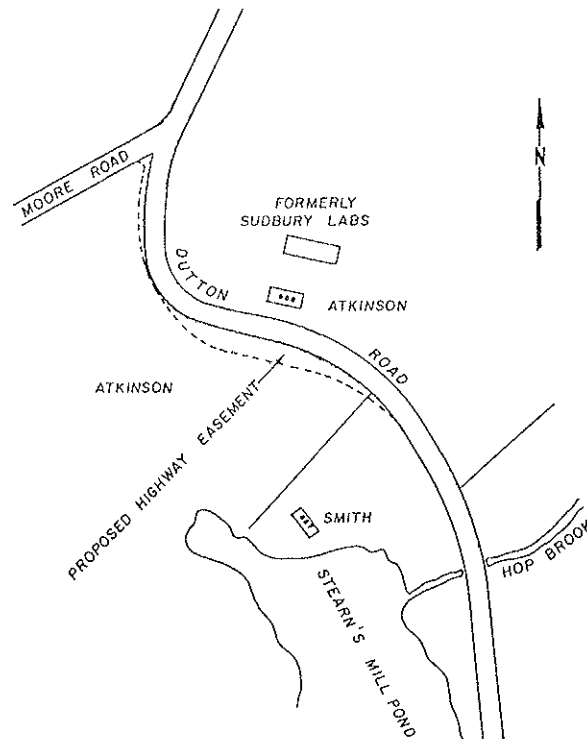 N
MOORE ROAD
FORMERLY
SUDBURY LABS
DUTTON
ROAD
ATKINSON
ATKINSON
PROPOSED HIGHWAY EASEMENT
SMITH
HOP BROOK
STEARN'S MILL POND